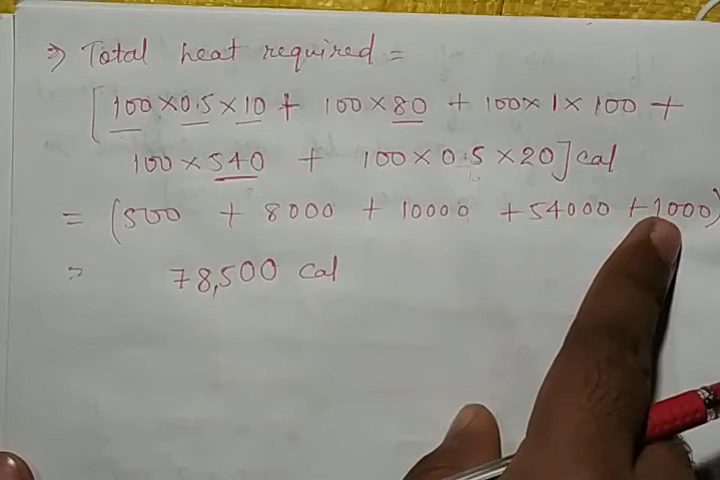 ⇒ Total heat required =
[100×0.5×10 + 100×80 + 100×1×100 +
100×540 + 100×0.5×20] cal
= (500 + 8000 + 10000 + 54000 + 1000)
= 78,500 Cal